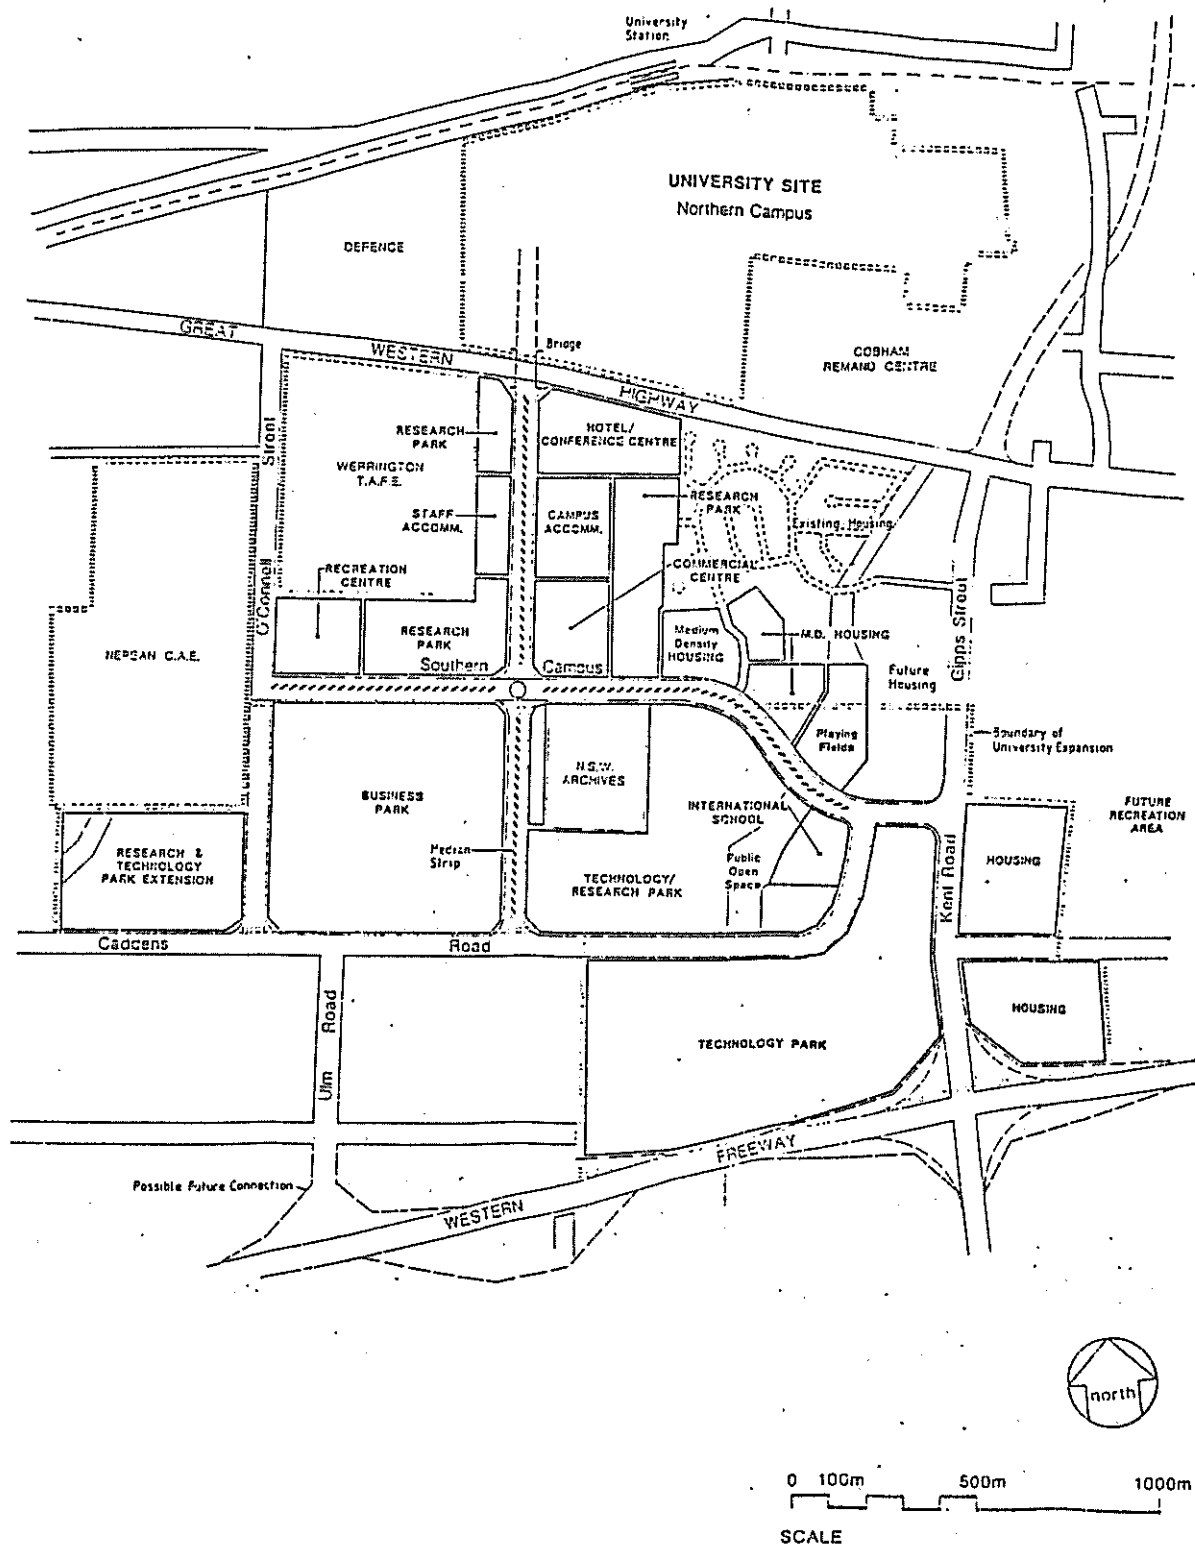 University
Station
UNIVERSITY SITE
Northern Campus
DEFENCE
GREAT
WESTERN
HIGHWAY
Bridge
COBHAM
REMAND CENTRE
RESEARCH
PARK
HOTEL/
CONFERENCE CENTRE
WERRINGTON
T.A.F.E.
O'Connell
Street
STAFF
ACCOMM.
CAMPUS
ACCOMM.
RESEARCH
PARK
Existing Housing
RECREATION
CENTRE
COMMERCIAL
CENTRE
Gipps Street
NEPEAN C.A.E.
RESEARCH
PARK
Medium
Density
HOUSING
M.D. HOUSING
Southern
Campus
Future
Housing
Playing
Fields
Boundary of
University Expansion
N.S.W.
ARCHIVES
BUSINESS
PARK
INTERNATIONAL
SCHOOL
FUTURE
RECREATION
AREA
RESEARCH &
TECHNOLOGY
PARK EXTENSION
Median
Strip
TECHNOLOGY/
RESEARCH PARK
Public
Open
Space
HOUSING
Kent Road
Caddens
Road
Ulm Road
TECHNOLOGY PARK
HOUSING
Possible Future Connection
WESTERN
FREEWAY
north
0 100m 500m 1000m
SCALE